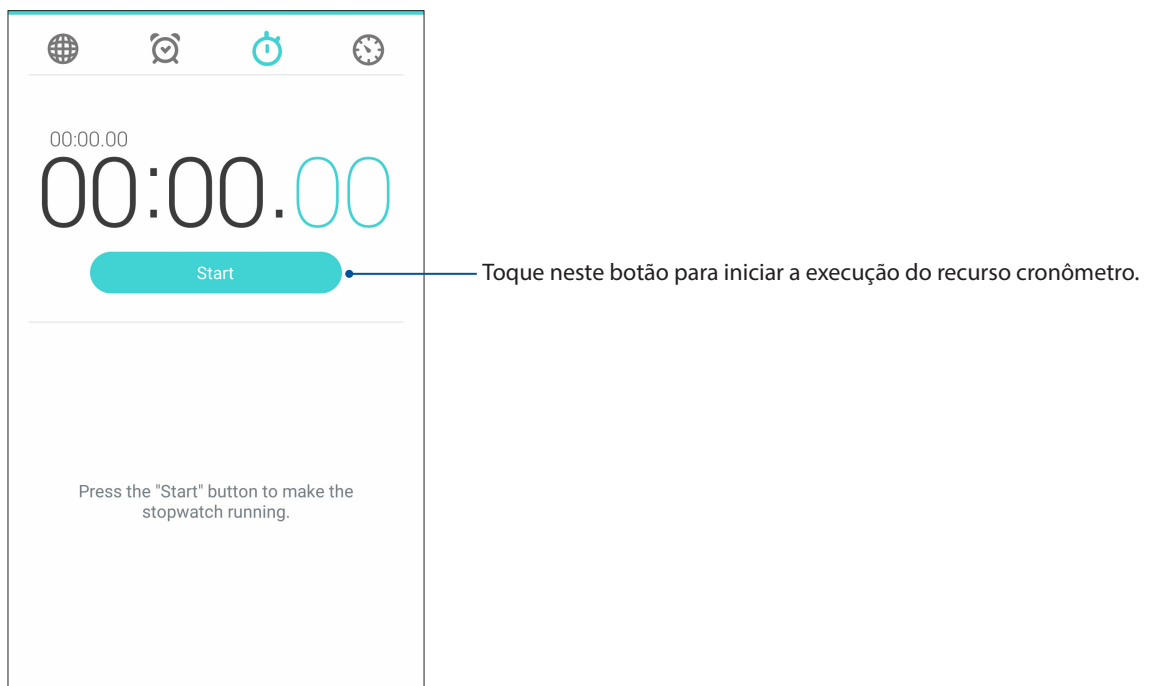 00:00.00
00:00.00
Start
Toque neste botão para iniciar a execução do recurso cronômetro.
Press the "Start" button to make the
stopwatch running.